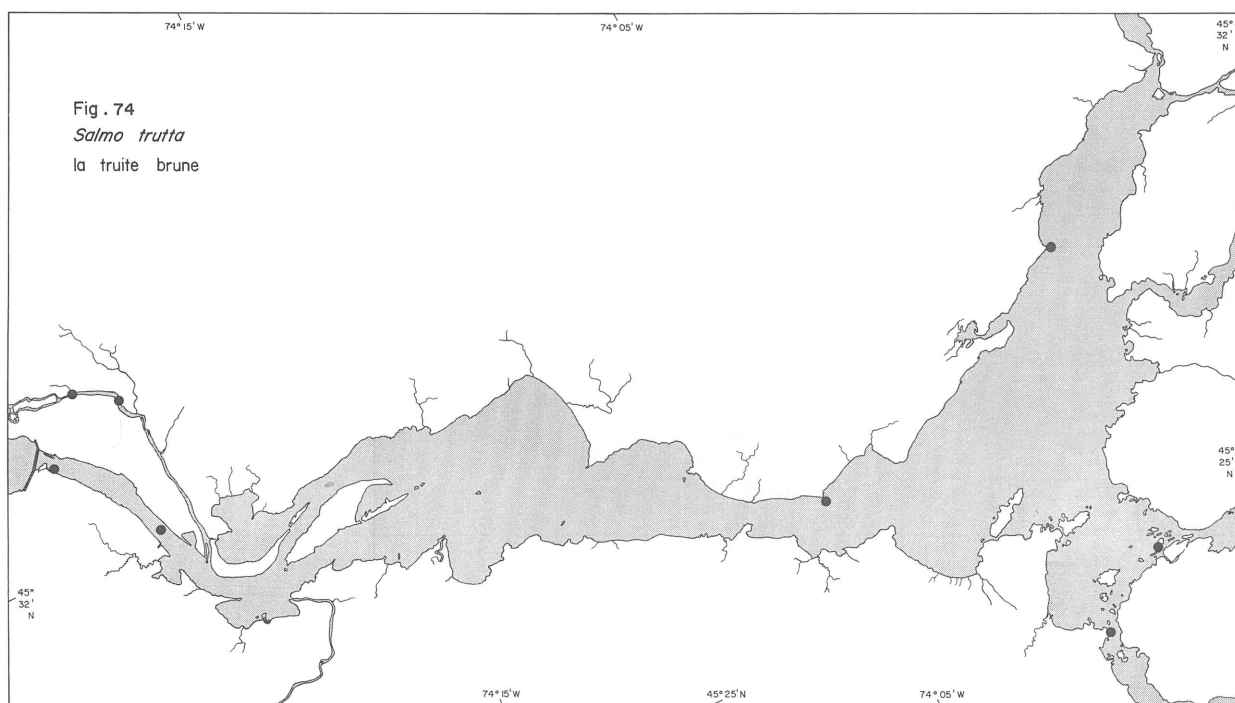 74° 15' W
74° 05' W
45°
32'
N
Fig. 74
Salmo trutta
la truite brune
45°
25'
N
45°
32'
N
74° 15' W
45° 25' N
74° 05' W